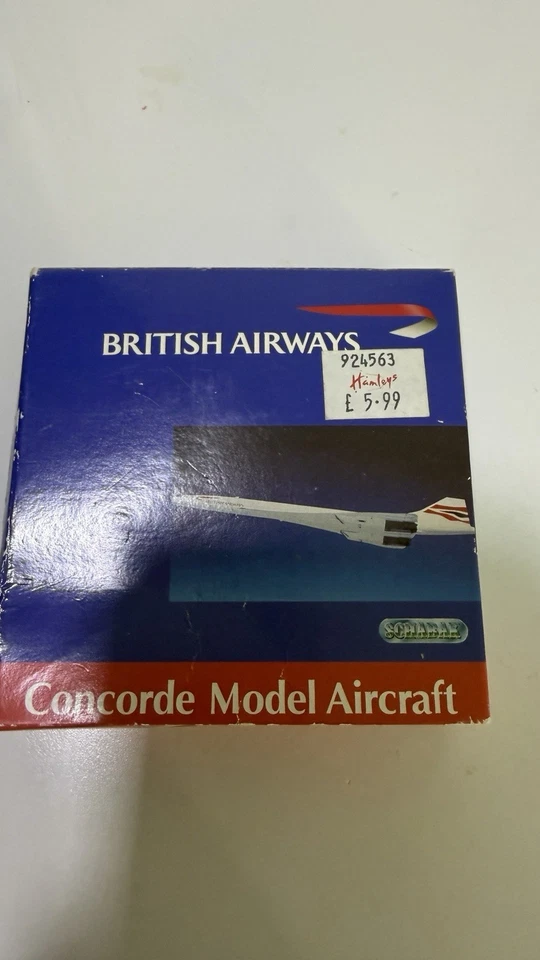 BRITISH AIRWAYS
924563
Hamleys
£ 5.99
SCHABAK
Concorde Model Aircraft